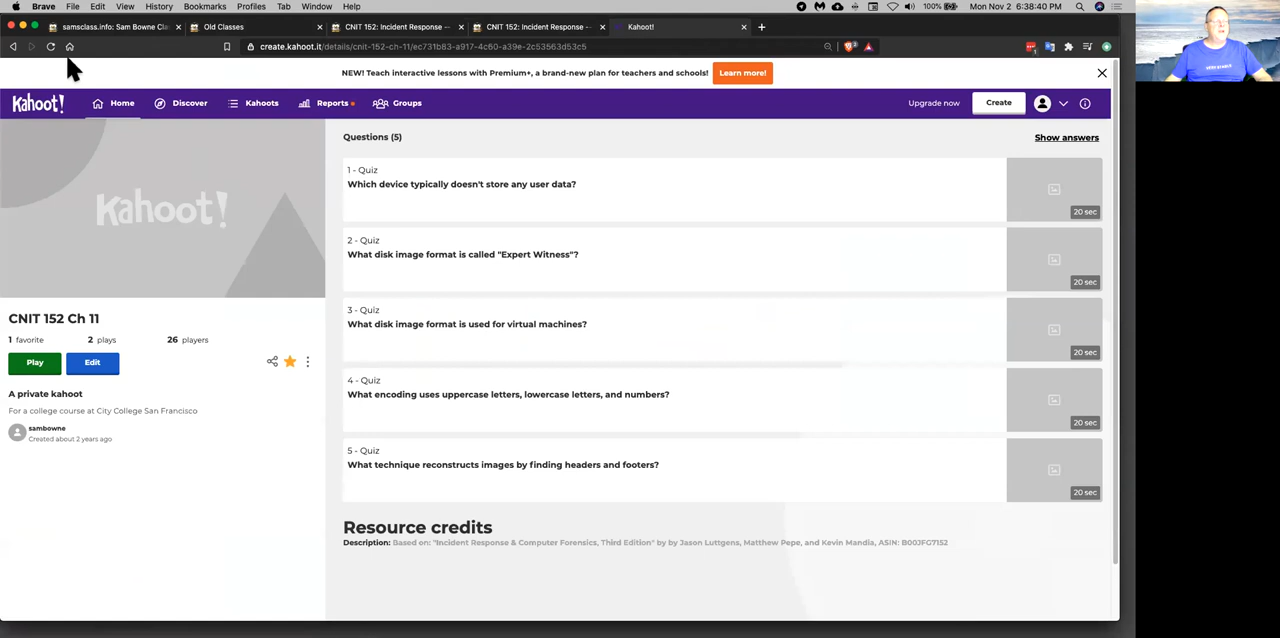 Brave File Edit View History Bookmarks Profiles Tab Window Help 100% Mon Nov 2 6:38:40 PM
samsclass.info: Sam Bowne Cla Old Classes CNIT 152: Incident Response — CNIT 152: Incident Response — Kahoot!
create.kahoot.it/details/cnit-152-ch-11/ec731b83-a917-4c60-a39e-2c53563d53c5
NEW! Teach interactive lessons with Premium+, a brand-new plan for teachers and schools! Learn more!
Kahoot! Home Discover Kahoots Reports Groups Upgrade now Create
Kahoot!
CNIT 152 Ch 11
1 favorite 2 plays 26 players
Play Edit
A private kahoot
For a college course at City College San Francisco
sambowne
Created about 2 years ago
Questions (5) Show answers
1 - Quiz
Which device typically doesn't store any user data?
20 sec
2 - Quiz
What disk image format is called "Expert Witness"?
20 sec
3 - Quiz
What disk image format is used for virtual machines?
20 sec
4 - Quiz
What encoding uses uppercase letters, lowercase letters, and numbers?
20 sec
5 - Quiz
What technique reconstructs images by finding headers and footers?
20 sec
Resource credits
Description: Based on: "Incident Response & Computer Forensics, Third Edition" by by Jason Luttgens, Matthew Pepe, and Kevin Mandia, ASIN: B00JFG7152